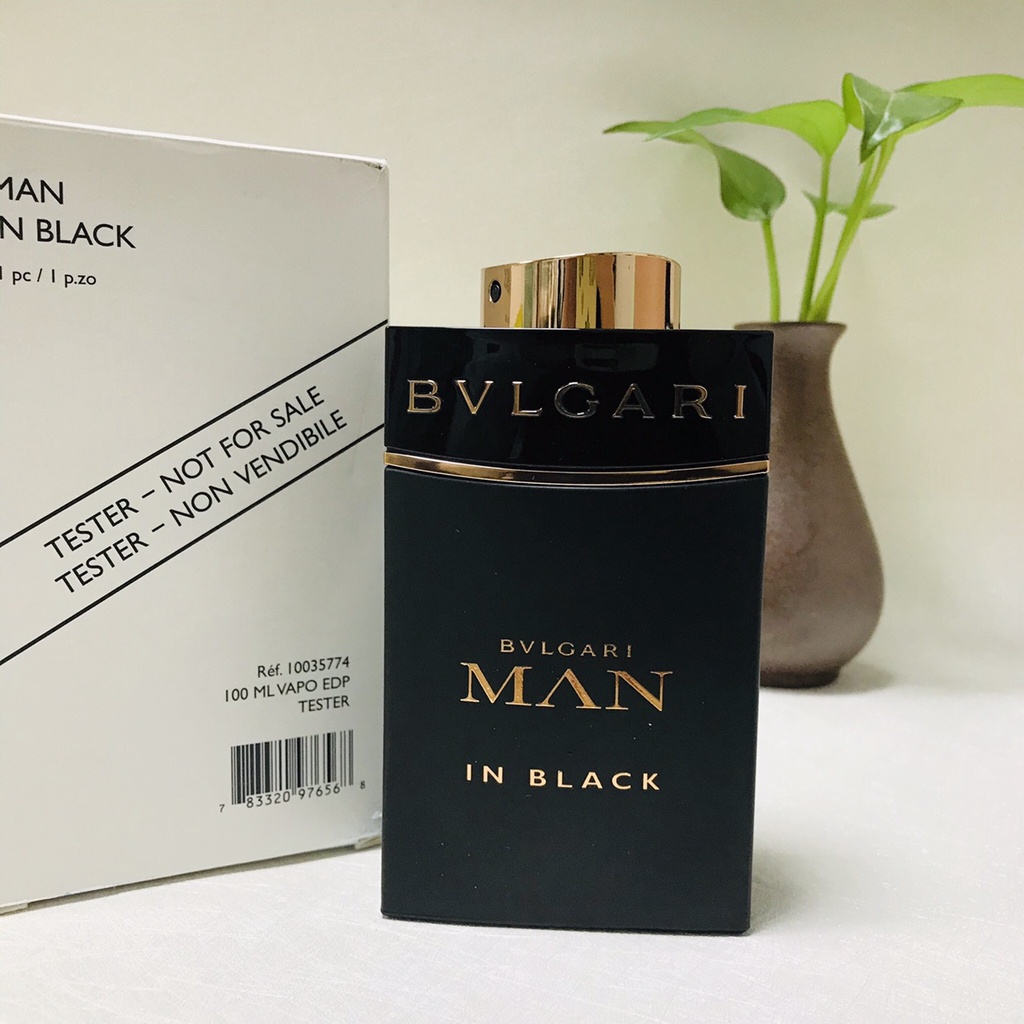 MAN
IN BLACK
1 pc / 1 p.zo
TESTER – NOT FOR SALE
TESTER – NON VENDIBILE
Réf. 10035774
100 ML VAPO EDP
TESTER
7 83320 97656 8
BVLGARI
BVLGARI
MAN
IN BLACK